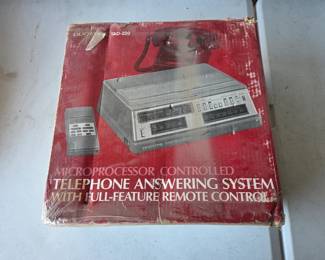 MICROPROCESSOR CONTROLLED
TELEPHONE ANSWERING SYSTEM
WITH FULL-FEATURE REMOTE CONTROL